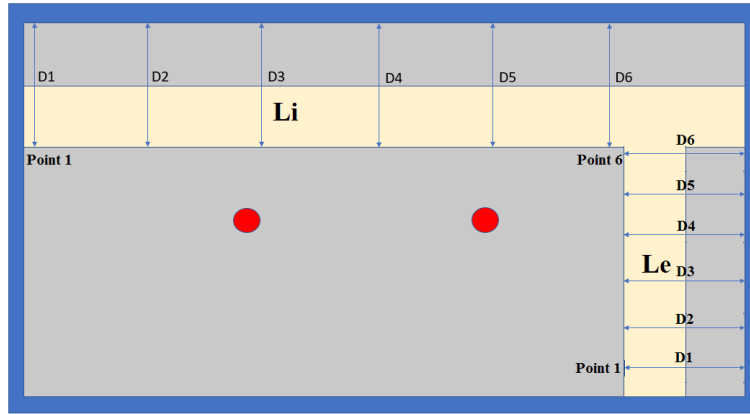 D1 D2 D3 D4 D5 D6
Li
Point 1 Point 6 D6
D5
D4
Le D3
D2
Point 1 D1